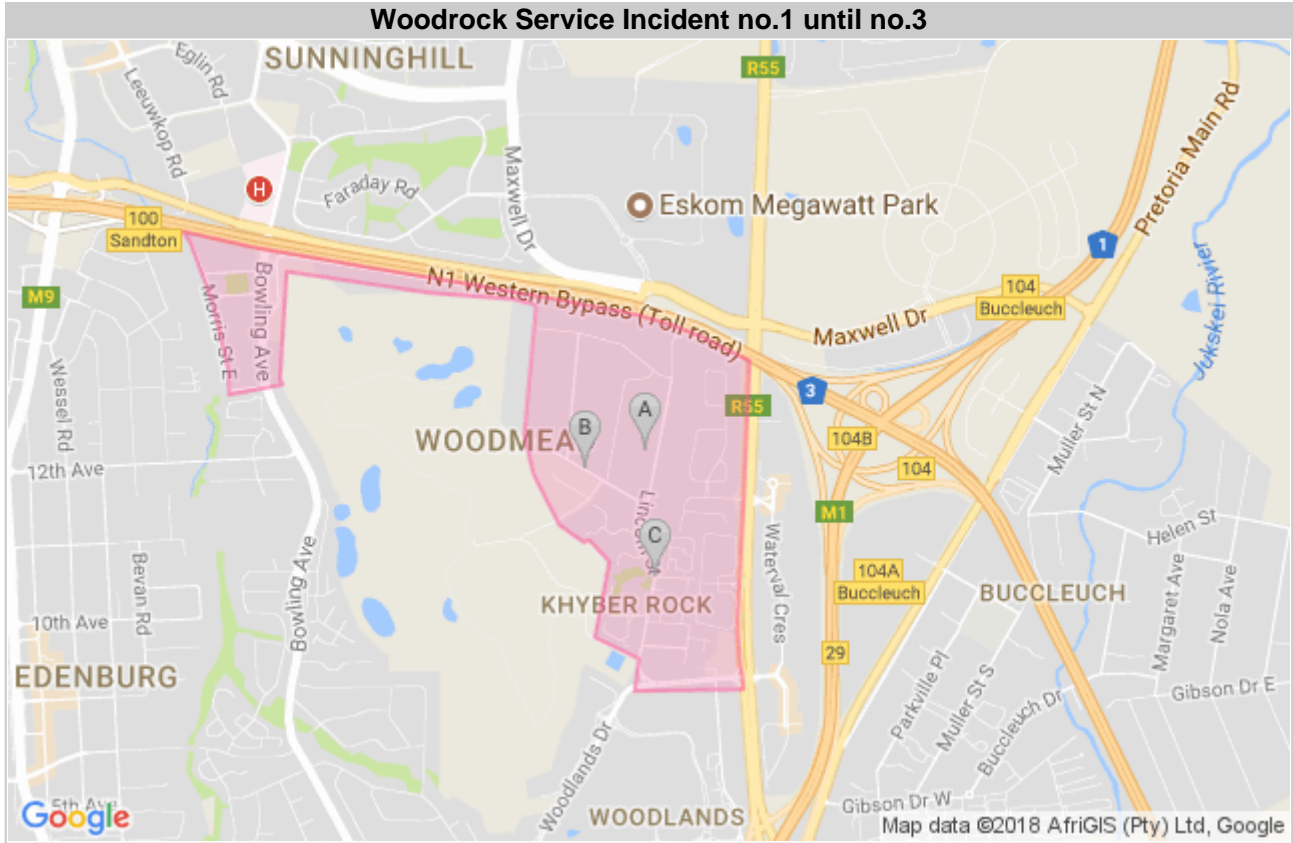 Woodrock Service Incident no.1 until no.3
SUNNINGHILL
Eglin Rd
Leeuwkop Rd
R55
Pretoria Main Rd
Maxwell Dr
H
Faraday Rd
Eskom Megawatt Park
100
Sandton
1
Jukskei Rivier
M9
Bowling Ave
Morris St E
N1 Western Bypass (Toll road)
104
Buccleuch
Maxwell Dr
3
Wessel Rd
R55
A
B
WOODMEA
104B
104
Muller St N
12th Ave
Lincoln St
M1
C
Waterval Cres
Helen St
Bevan Rd
Bowling Ave
104A
Buccleuch
BUCCLEUCH
Margaret Ave
Nola Ave
KHYBER ROCK
10th Ave
29
EDENBURG
Parkville Pl
Muller St S
Buccleuch Dr
Gibson Dr E
Woodlands Dr
5th Ave
Google
WOODLANDS
Gibson Dr W
Map data ©2018 AfriGIS (Pty) Ltd, Google